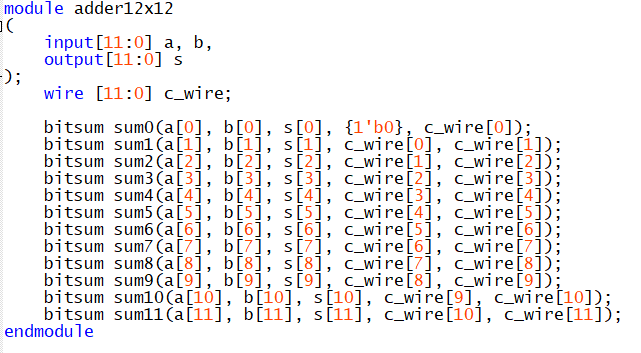 module adder12x12
(
    input[11:0] a, b,
    output[11:0] s
);
    wire [11:0] c_wire;

    bitsum sum0(a[0], b[0], s[0], {1'b0}, c_wire[0]);
    bitsum sum1(a[1], b[1], s[1], c_wire[0], c_wire[1]);
    bitsum sum2(a[2], b[2], s[2], c_wire[1], c_wire[2]);
    bitsum sum3(a[3], b[3], s[3], c_wire[2], c_wire[3]);
    bitsum sum4(a[4], b[4], s[4], c_wire[3], c_wire[4]);
    bitsum sum5(a[5], b[5], s[5], c_wire[4], c_wire[5]);
    bitsum sum6(a[6], b[6], s[6], c_wire[5], c_wire[6]);
    bitsum sum7(a[7], b[7], s[7], c_wire[6], c_wire[7]);
    bitsum sum8(a[8], b[8], s[8], c_wire[7], c_wire[8]);
    bitsum sum9(a[9], b[9], s[9], c_wire[8], c_wire[9]);
    bitsum sum10(a[10], b[10], s[10], c_wire[9], c_wire[10]);
    bitsum sum11(a[11], b[11], s[11], c_wire[10], c_wire[11]);
endmodule